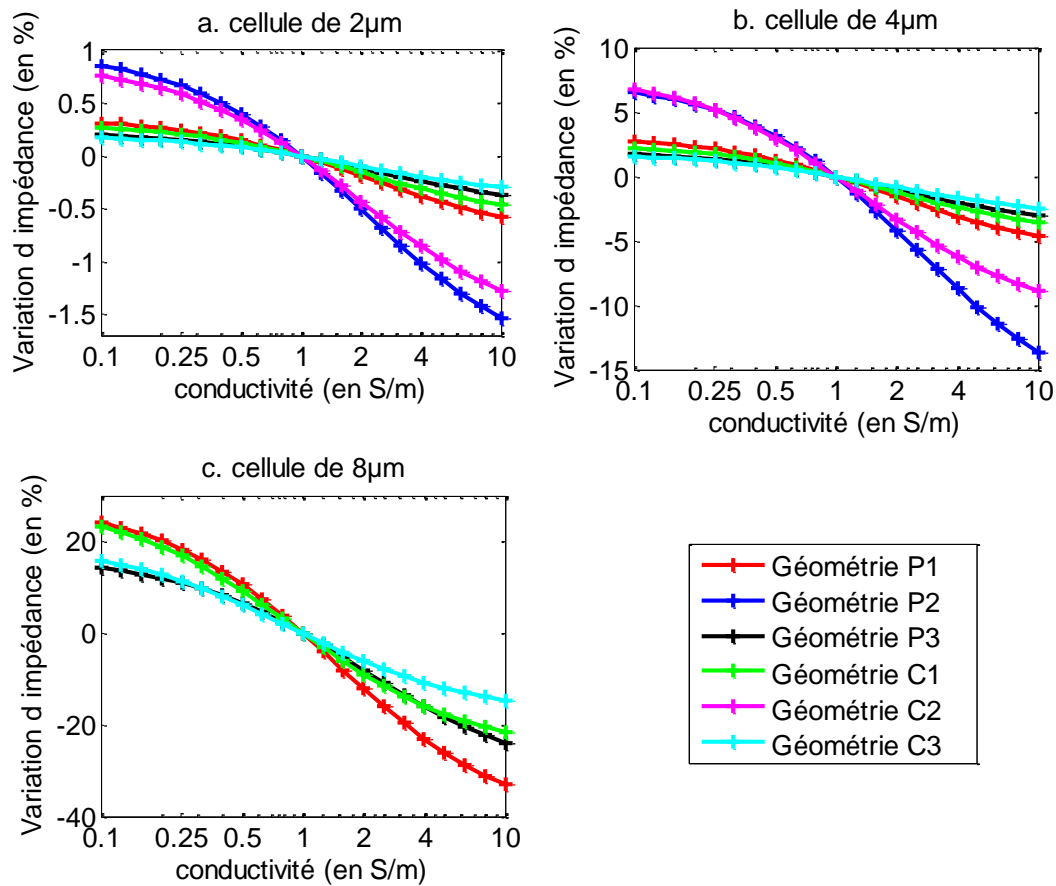 a. cellule de 2µm
Variation d impédance (en %)
1
0.5
0
-0.5
-1
-1.5
0.1 0.25 0.5 1 2 4 10
conductivité (en S/m)
b. cellule de 4µm
Variation d impédance (en %)
10
5
0
-5
-10
-15
0.1 0.25 0.5 1 2 4 10
conductivité (en S/m)
c. cellule de 8µm
Variation d impédance (en %)
20
0
-20
-40
0.1 0.25 0.5 1 2 4 10
conductivité (en S/m)
Géométrie P1
Géométrie P2
Géométrie P3
Géométrie C1
Géométrie C2
Géométrie C3